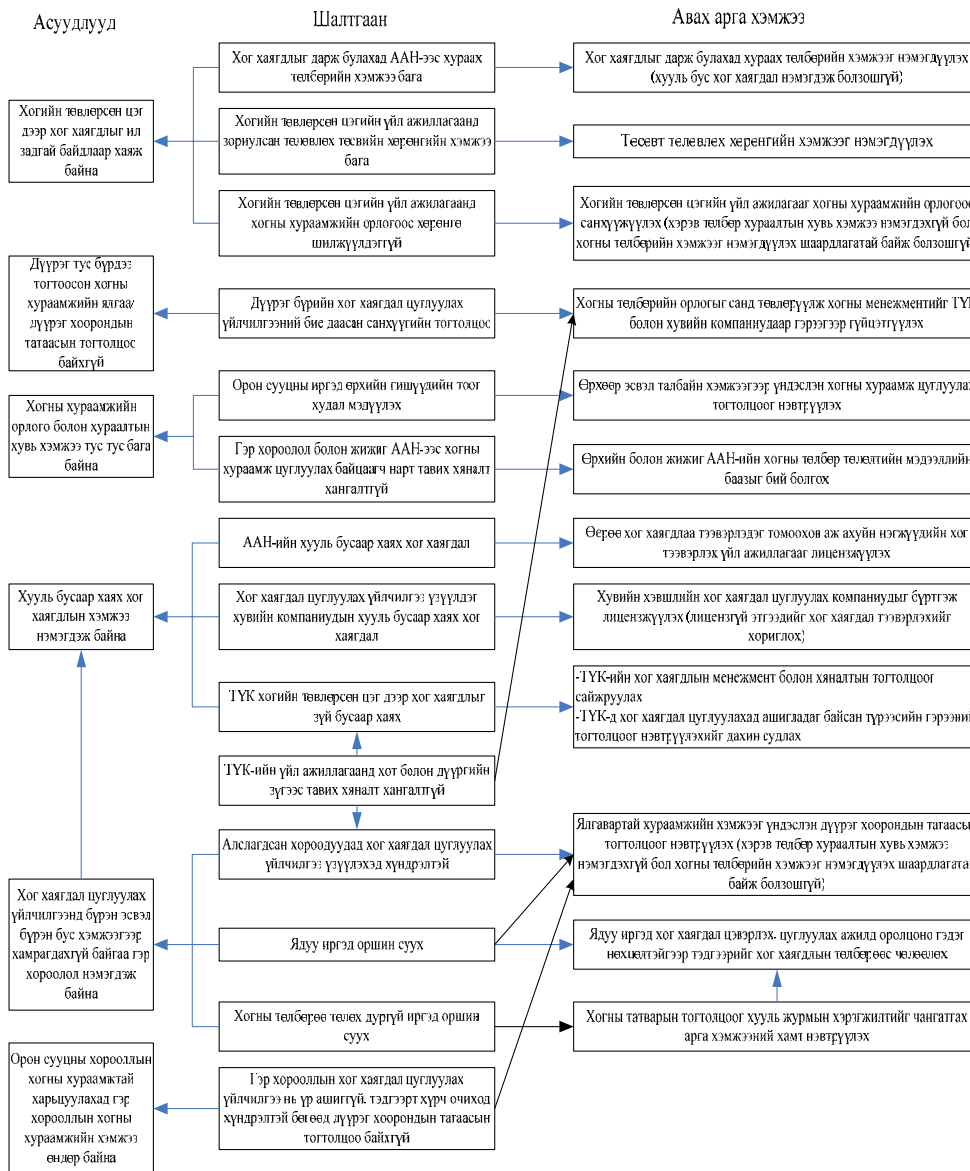 Асуудлууд
Шалтгаан
Авах арга хэмжээ
Хогийн төвлөрсөн цэг
дээр хог хаягдлыг ил
задгай байдлаар хаяж
байна
Хог хаягдлыг дарж булахад ААН-ээс хураах
төлбөрийн хэмжээ бага
Хог хаягдлыг дарж булахад хураах төлбөрийн хэмжээг нэмэгдүүлэх
(хууль бус хог хаягдал нэмэгдэж болзошгүй)
Хогийн төвлөрсөн цэгийн үйл ажиллагаанд
зориулсан төлөвлөх төсвийн хөрөнгийн хэмжээ
бага
Төсөвт төлөвлөх хөрөнгийн хэмжээг нэмэгдүүлэх
Хогийн төвлөрсөн цэгийн үйл ажилагаанд
хогны хураамжийн орлогоос хөрөнгө
шилжүүлдэггүй
Хогийн төвлөрсөн цэгийн үйл ажилагааг хогны хураамжийн орлогоос
санхүүжүүлэх (хэрэв төлбөр хураалтын хувь хэмжээ нэмэгдэхгүй бол
хогны төлбөрийн хэмжээг нэмэгдүүлэх шаардлагатай байж болзошгүй)
Дүүрэг тус бүрдээ
тогтоосон хогны
хураамжийн ялгаа/
дүүрэг хоорондын
татаасын тогтолцоо
байхгүй
Дүүрэг бүрийн хог хаягдал цуглуулах
үйлчилгээний бие даасан санхүүгийн тогтолцоо
Хогны төлбөрийн орлогыг санд төвлөрүүлж хогны менежментийг ТҮК
болон хувийн компаниудаар гэрээгээр гүйцэтгүүлэх
Хогны хураамжийн
орлого болон хураалтын
хувь хэмжээ тус тус бага
байна
Орон сууцны иргэд өрхийн гишүүдийн тоог
худал мэдүүлэх
Өрхөөр эсвэл талбайн хэмжээгээр үндэслэн хогны хураамж цуглуулах
тогтолцоог нэвтрүүлэх
Гэр хороолол болон жижиг ААН-ээс хогны
хураамж цуглуулах байцаагч нарт тавих хяналт
хангалтгүй
Өрхийн болон жижиг ААН-ийн хогны төлбөр төлөлтийн мэдээллийн
баазыг бий болгох
Хууль бусаар хаях хог
хаягдлын хэмжээ
нэмэгдэж байна
ААН-ийн хууль бусаар хаях хог хаягдал
Өөрөө хог хаягдлаа тээвэрлэдэг томоохон аж ахуйн нэгжүүдийн хог
тээвэрлэх үйл ажиллагааг лицензжүүлэх
Хог хаягдал цуглуулах үйлчилгээ үзүүлдэг
хувийн компаниудын хууль бусаар хаях хог
хаягдал
Хувийн хэвшлийн хог хаягдал цуглуулах компаниудыг бүртгэж
лицензжүүлэх (лицензгүй этгээдийг хог хаягдал тээвэрлэхийг
хориглох)
ТҮК хогийн төвлөрсөн цэг дээр хог хаягдлыг
зүй бусаар хаях
-ТҮК-ийн хог хаягдлын менежмент болон хяналтын тогтолцоог
сайжруулах
-ТҮК-д хог хаягдал цуглуулахад ашигладаг байсан түрээсийн гэрээний
тогтолцоог нэвтрүүлэхийг дахин судлах
ТҮК-ийн үйл ажиллагаанд хот болон дүүргийн
зүгээс тавих хяналт хангалтгүй
Хог хаягдал цуглуулах
үйлчилгээнд бүрэн эсвэл
бүрэн бус хэмжээгээр
хамрагдахгүй байгаа гэр
хороолол нэмэгдэж
байна
Алслагдсан хороодуудад хог хаягдал цуглуулах
үйлчилгээ үзүүлэхэд хүндрэлтэй
Ялгавартай хураамжийн хэмжээг үндэслэн дүүрэг хоорондын татаасын
тогтолцоог нэвтрүүлэх (хэрэв төлбөр хураалтын хувь хэмжээ
нэмэгдэхгүй бол хогны төлбөрийн хэмжээг нэмэгдүүлэх шаардлагатай
байж болзошгүй)
Ядуу иргэд оршин суух
Ядуу иргэд хог хаягдал цэвэрлэх, цуглуулах ажилд оролцоно гэдэг
нөхцөлтэйгээр тэдгээрийг хог хаягдлын төлбөрөөс чөлөөлөх
Хогны төлбөрөө төлөх дургүй иргэд оршин
суух
Хогны татварын тогтолцоог хууль журмын хэрэгжилтийг чангатгах
арга хэмжээний хамт нэвтрүүлэх
Орон сууцны хорооллын
хогны хураамжтай
харьцуулахад гэр
хорооллын хогны
хураамжийн хэмжээ
өндөр байна
Гэр хорооллын хог хаягдал цуглуулах
үйлчилгээ нь үр ашиггүй, тэдгээрт хүрч очиход
хүндрэлтэй бөгөөд дүүрэг хоорондын татаасын
тогтолцоо байхгүй